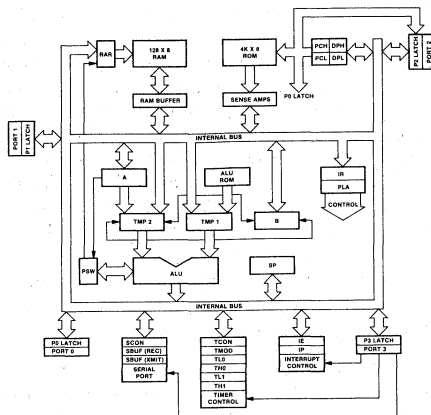 RAR
128 X 8
RAM
4K X 8
ROM
PCH DPH
PCL DPL
P2 LATCH
PORT 2
P0 LATCH
RAM BUFFER
SENSE AMPS
PORT 1
P1 LATCH
INTERNAL BUS
A
ALU
ROM
IR
PLA
CONTROL
TMP 2
TMP 1
B
PSW
ALU
SP
INTERNAL BUS
P0 LATCH
PORT 0
SCON
SBUF (REC)
SBUF (XMIT)
SERIAL
PORT
TCON
TMOD
TL0
TH0
TL1
TH1
TIMER
CONTROL
IE
IP
INTERRUPT
CONTROL
P3 LATCH
PORT 3